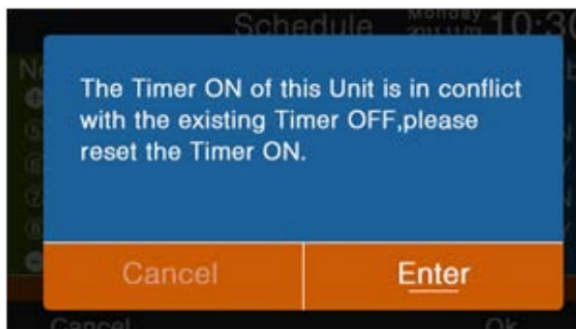 Schedule Monday 10:30
The Timer ON of this Unit is in conflict
with the existing Timer OFF,please
reset the Timer ON.
Cancel Enter
Cancel Ok